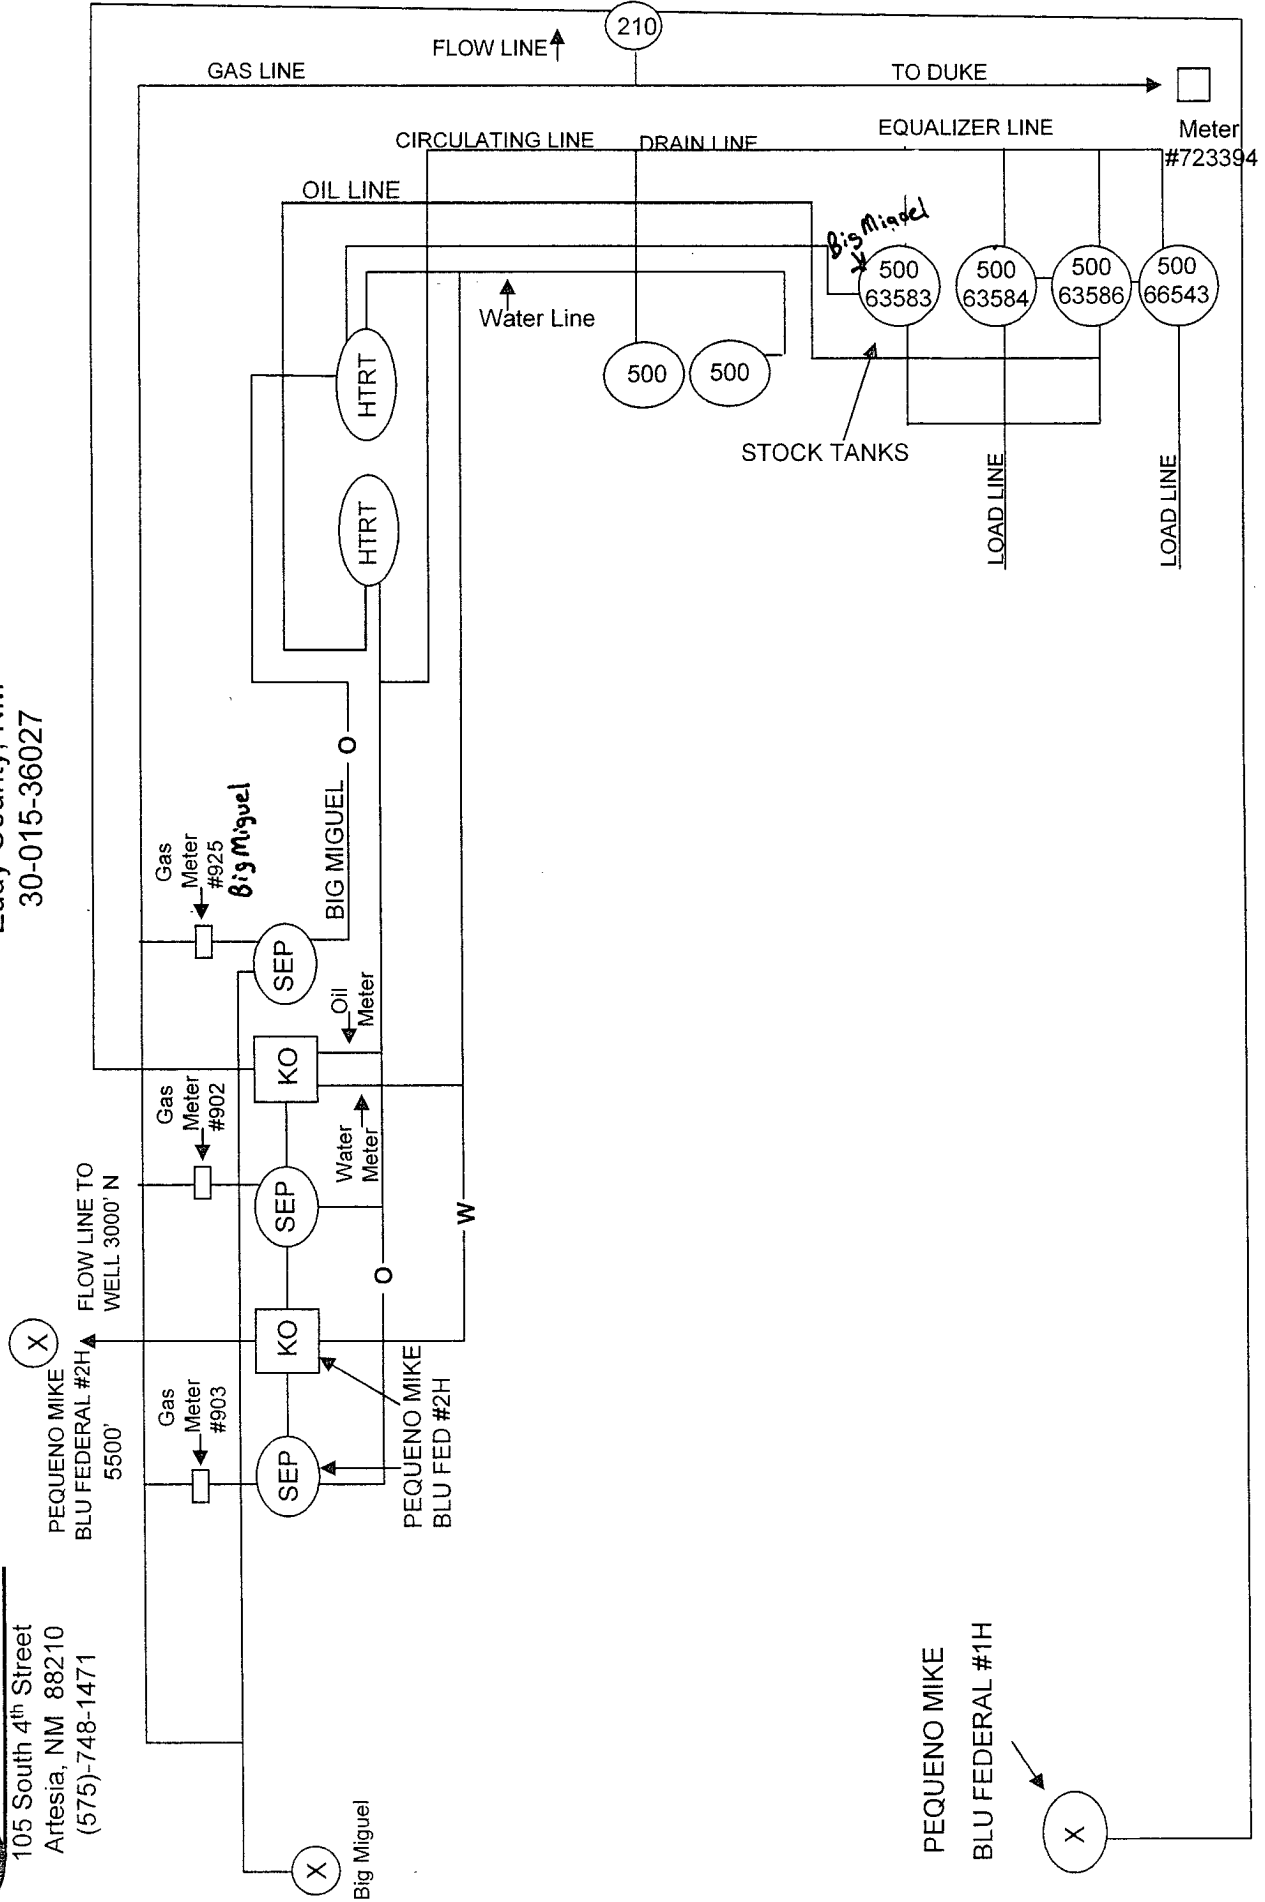 210
FLOW LINE
GAS LINE
TO DUKE
CIRCULATING LINE
DRAIN LINE
EQUALIZER LINE
Meter
#723394
OIL LINE
Big Miguel
500
63583
500
63584
500
63586
500
66543
Water Line
HTRT
HTRT
500
500
STOCK TANKS
LOAD LINE
LOAD LINE
30-015-36027
O
BIG MIGUEL
Gas
Meter
#925
Big Miguel
SEP
Oil
Meter
KO
Gas
Meter
#902
Water
Meter
SEP
W
O
FLOW LINE TO
WELL 3000' N
X
KO
PEQUENO MIKE
BLU FEDERAL #2H
5500'
Gas
Meter
#903
PEQUENO MIKE
BLU FED #2H
SEP
105 South 4th Street
Artesia, NM 88210
(575)-748-1471
X
Big Miguel
PEQUENO MIKE
BLU FEDERAL #1H
X